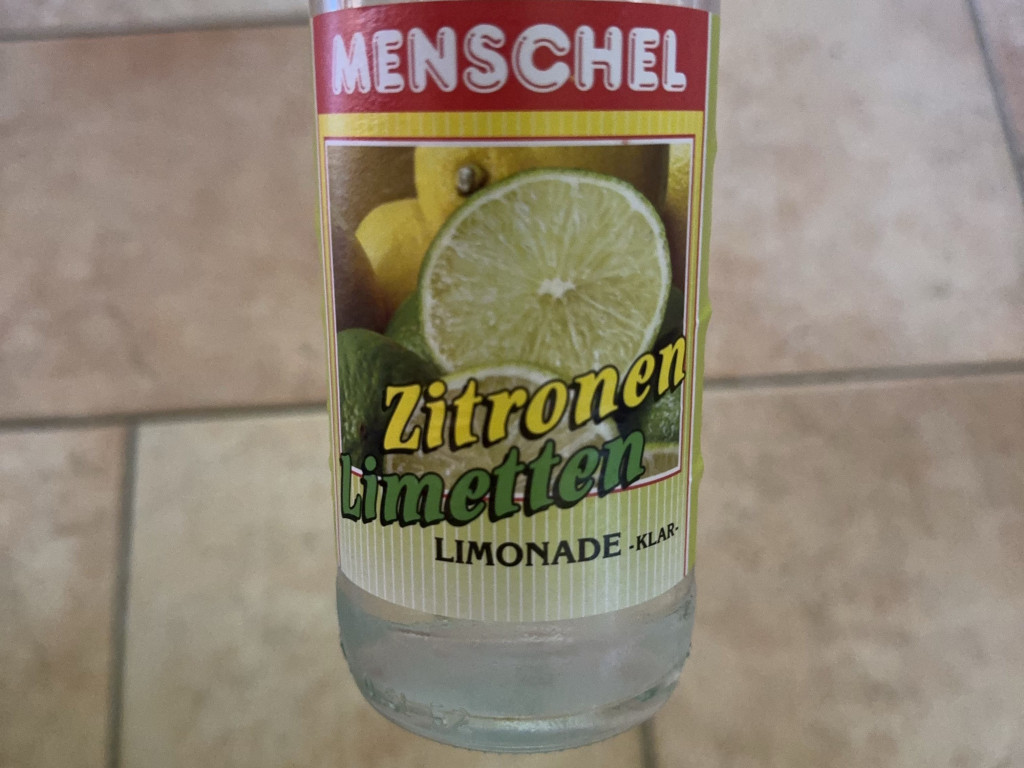 MENSCHEL
Zitronen
Limetten
LIMONADE -KLAR-